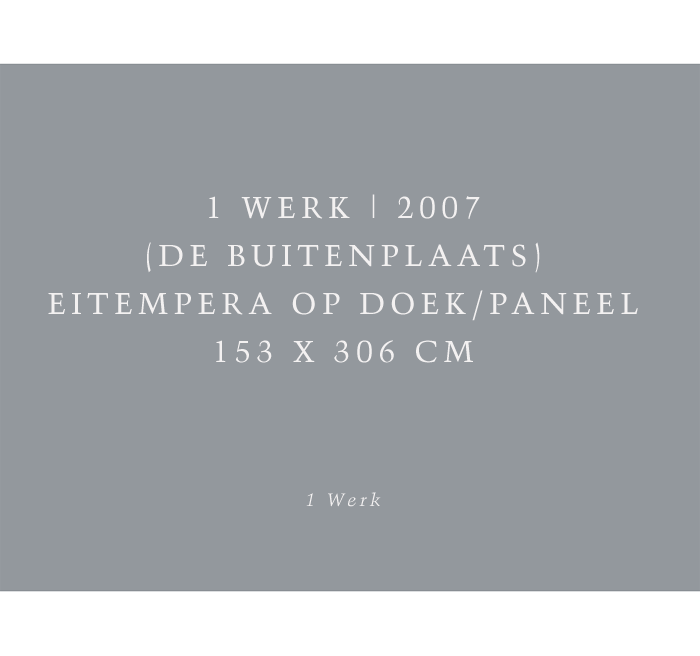 1 WERK | 2007
(DE BUITENPLAATS)
EITEMPERA OP DOEK/PANEEL
153 X 306 CM
1 Werk